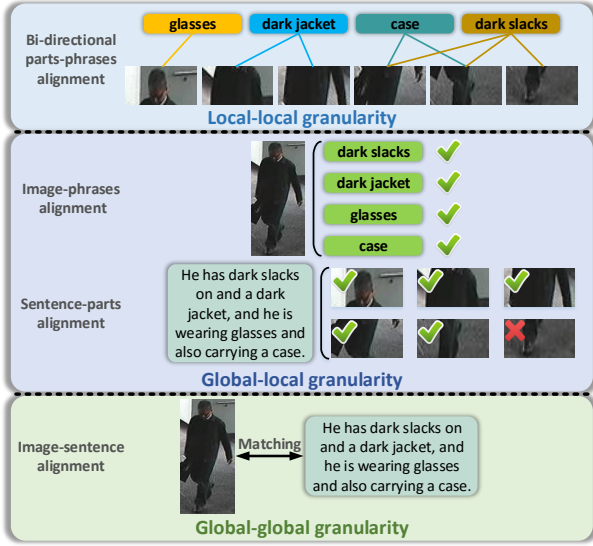 glasses
dark jacket
case
dark slacks
Bi-directional
parts-phrases
alignment
Local-local granularity
Image-phrases
alignment
dark slacks
dark jacket
glasses
case
Sentence-parts
alignment
He has dark slacks
on and a dark
jacket, and he is
wearing glasses and
also carrying a case.
Global-local granularity
Image-sentence
alignment
Matching
He has dark slacks on
and a dark jacket, and
he is wearing glasses
and also carrying a case.
Global-global granularity